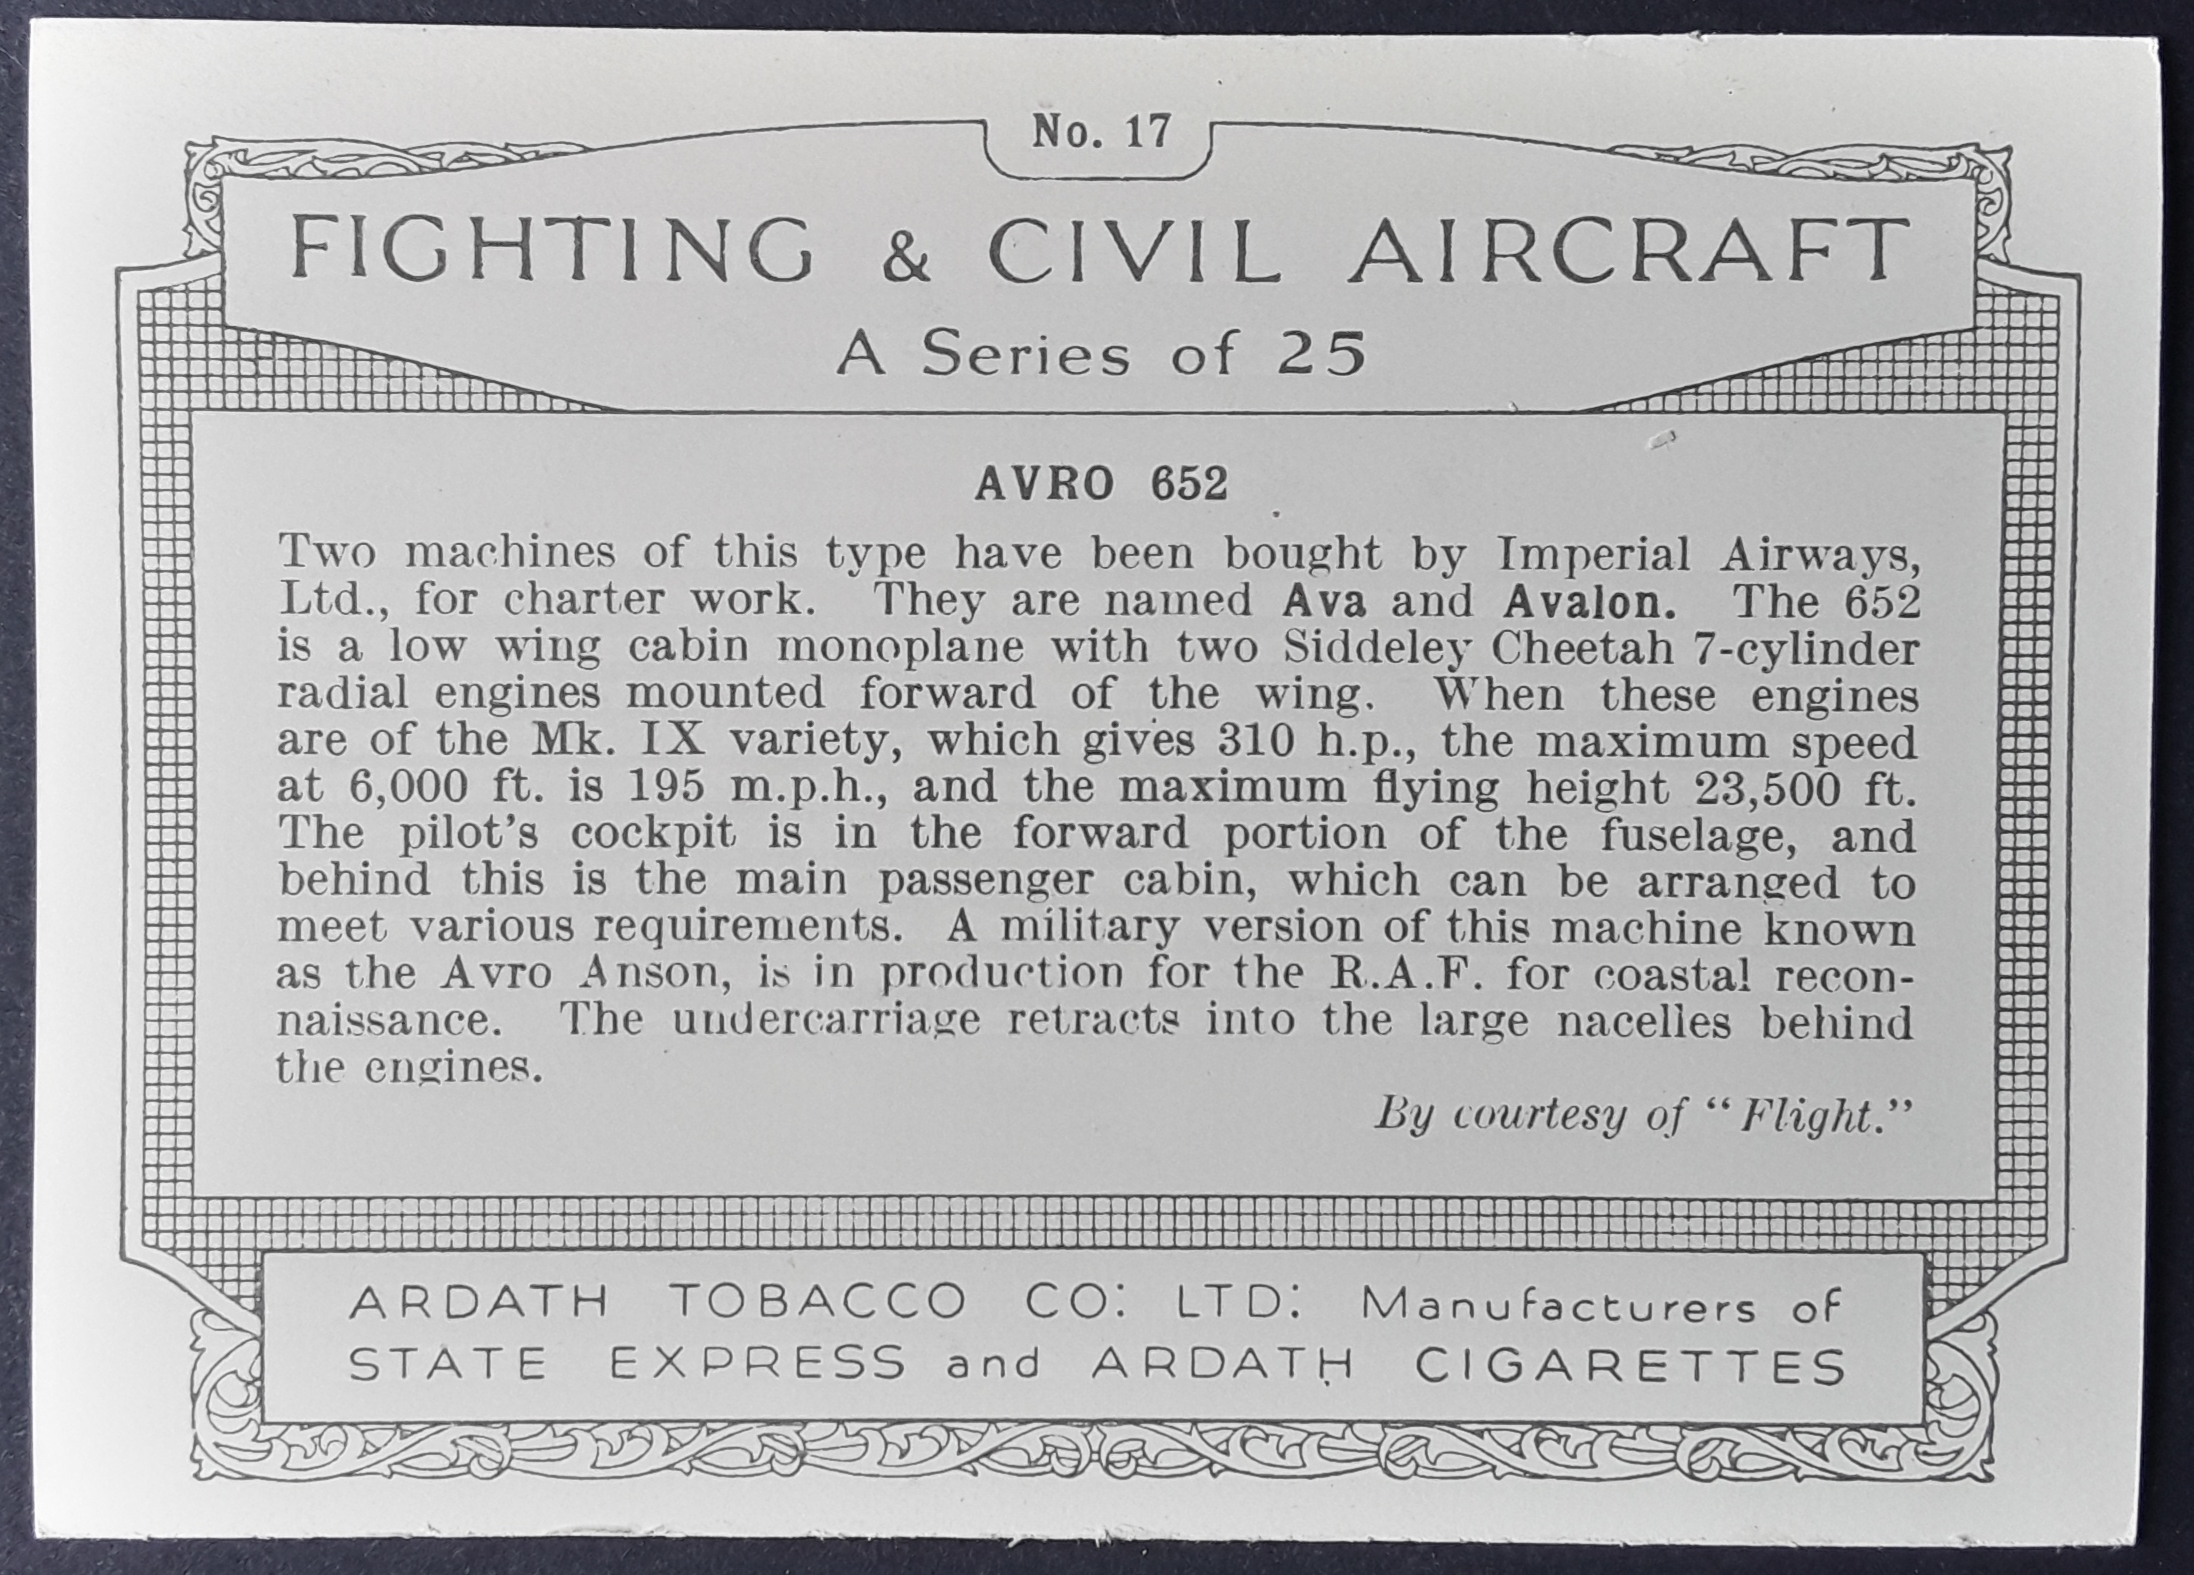 No. 17
FIGHTING & CIVIL AIRCRAFT
A Series of 25
AVRO 652
Two machines of this type have been bought by Imperial Airways,
Ltd., for charter work. They are named Ava and Avalon. The 652
is a low wing cabin monoplane with two Siddeley Cheetah 7-cylinder
radial engines mounted forward of the wing. When these engines
are of the Mk. IX variety, which gives 310 h.p., the maximum speed
at 6,000 ft. is 195 m.p.h., and the maximum flying height 23,500 ft.
The pilot's cockpit is in the forward portion of the fuselage, and
behind this is the main passenger cabin, which can be arranged to
meet various requirements. A military version of this machine known
as the Avro Anson, is in production for the R.A.F. for coastal recon-
naissance. The undercarriage retracts into the large nacelles behind
the engines.
By courtesy of "Flight."
ARDATH TOBACCO CO: LTD: Manufacturers of
STATE EXPRESS and ARDATH CIGARETTES